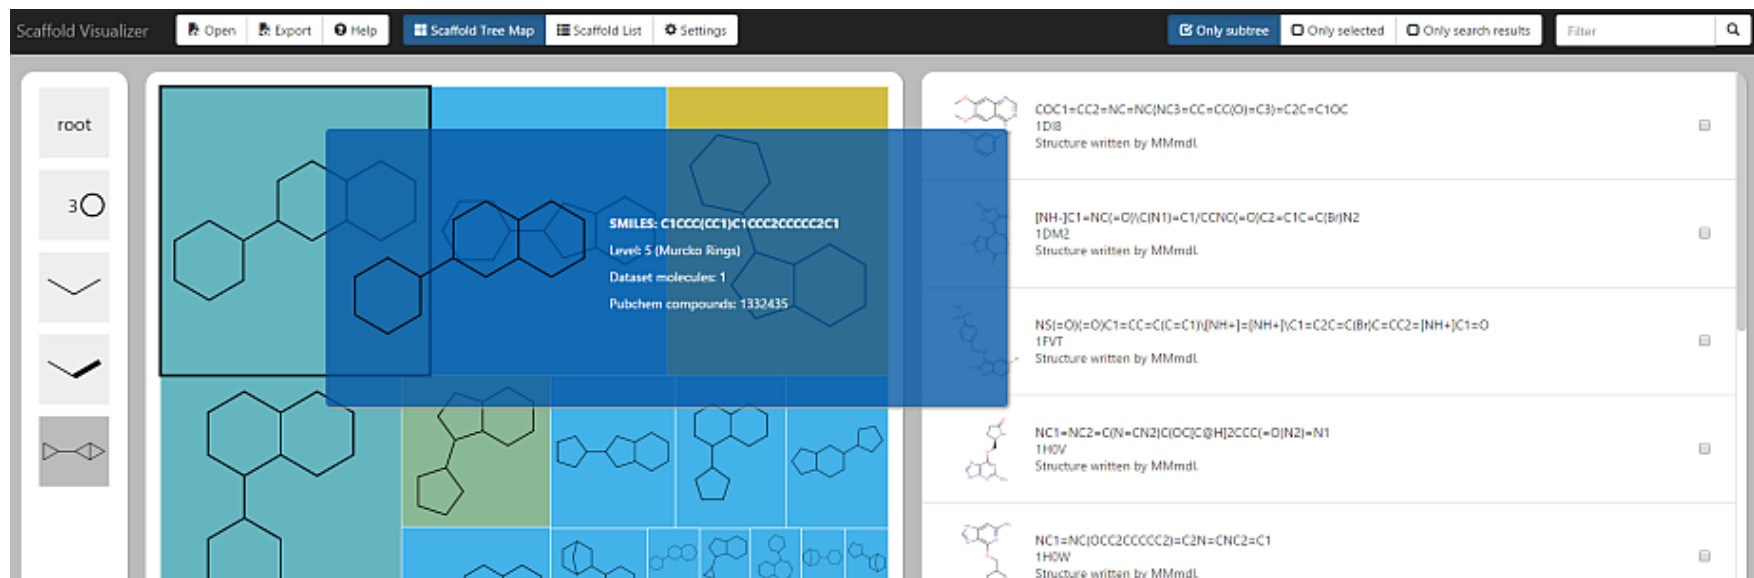 Scaffold Visualizer
Open
Export
Help
Scaffold Tree Map
Scaffold List
Settings
Only subtree
Only selected
Only search results
Filter
root
3
SMILES: C1CCC(CC1)C1CCC2CCCCC2C1
Level: 5 (Murcko Rings)
Dataset molecules: 1
Pubchem compounds: 1332435
COC1=CC2=NC=NC(NC3=CC=CC(O)=C3)=C2C=C1OC
1DI8
Structure written by MMmdl.
[NH-]C1=NC(=O)\C(N1)=C1/CCNC(=O)C2=C1C=C(Br)N2
1DM2
Structure written by MMmdl.
NS(=O)(=O)C1=CC=C(C=C1)\[NH+]=[NH+]\C1=C2C=C(Br)C=CC2=[NH+]C1=O
1FVT
Structure written by MMmdl.
NC1=NC2=C(N=CN2)C(OC[C@H]2CCC(=O)N2)=N1
1H0V
Structure written by MMmdl.
NC1=NC(OCC2CCCCC2)=C2N=CNC2=C1
1H0W
Structure written by MMmdl.